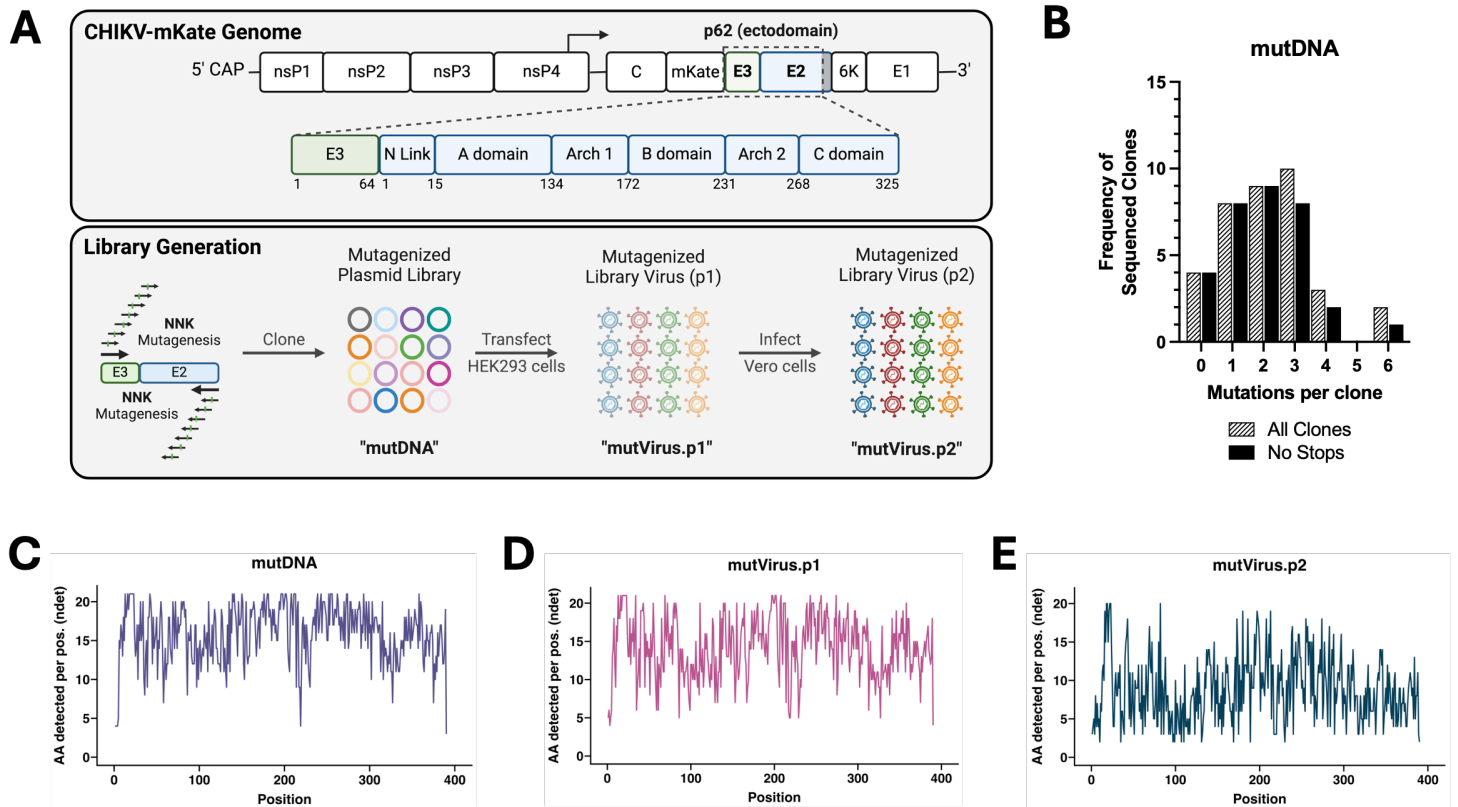 A
CHIKV-mKate Genome
p62 (ectodomain)
5' CAP nsP1 nsP2 nsP3 nsP4 C mKate E3 E2 6K E1 3'
E3 N Link A domain Arch 1 B domain Arch 2 C domain
1 64 1 15 134 172 231 268 325
Library Generation
NNK
Mutagenesis
E3 E2
NNK
Mutagenesis
Clone
Mutagenized
Plasmid Library
"mutDNA"
Transfect
HEK293 cells
Mutagenized
Library Virus (p1)
"mutVirus.p1"
Infect
Vero cells
Mutagenized
Library Virus (p2)
"mutVirus.p2"
B
mutDNA
Frequency of
Sequenced Clones
15
10
5
0
0 1 2 3 4 5 6
Mutations per clone
All Clones
No Stops
C
mutDNA
AA detected per pos. (ndet)
20
15
10
5
0
0 100 200 300 400
Position
D
mutVirus.p1
AA detected per pos. (ndet)
20
15
10
5
0
0 100 200 300 400
Position
E
mutVirus.p2
AA detected per pos. (ndet)
20
15
10
5
0
0 100 200 300 400
Position